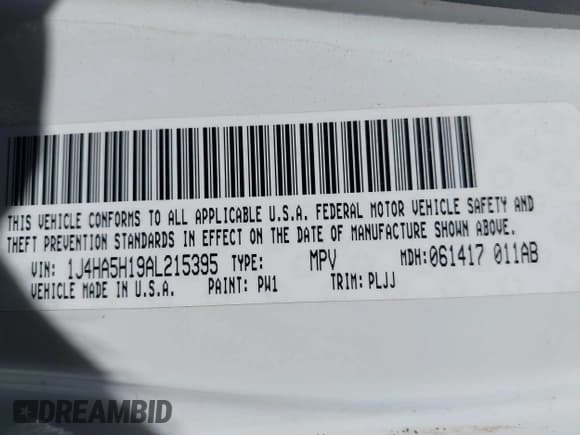 THIS VEHICLE CONFORMS TO ALL APPLICABLE U.S.A. FEDERAL MOTOR VEHICLE SAFETY AND
THEFT PREVENTION STANDARDS IN EFFECT ON THE DATE OF MANUFACTURE SHOWN ABOVE.
VIN: 1J4HA5H19AL215395 TYPE: MPV MDH:061417 011AB
VEHICLE MADE IN U.S.A. PAINT: PW1 TRIM: PLJJ
DREAMBID